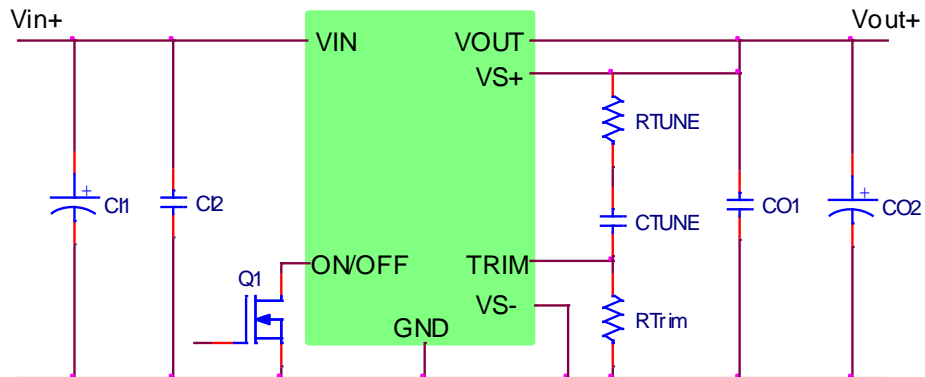 Vin+
Vout+
VIN
VOUT
VS+
RTUNE
CI1
CI2
CTUNE
CO1
CO2
Q1
ON/OFF
TRIM
VS-
RTrim
GND